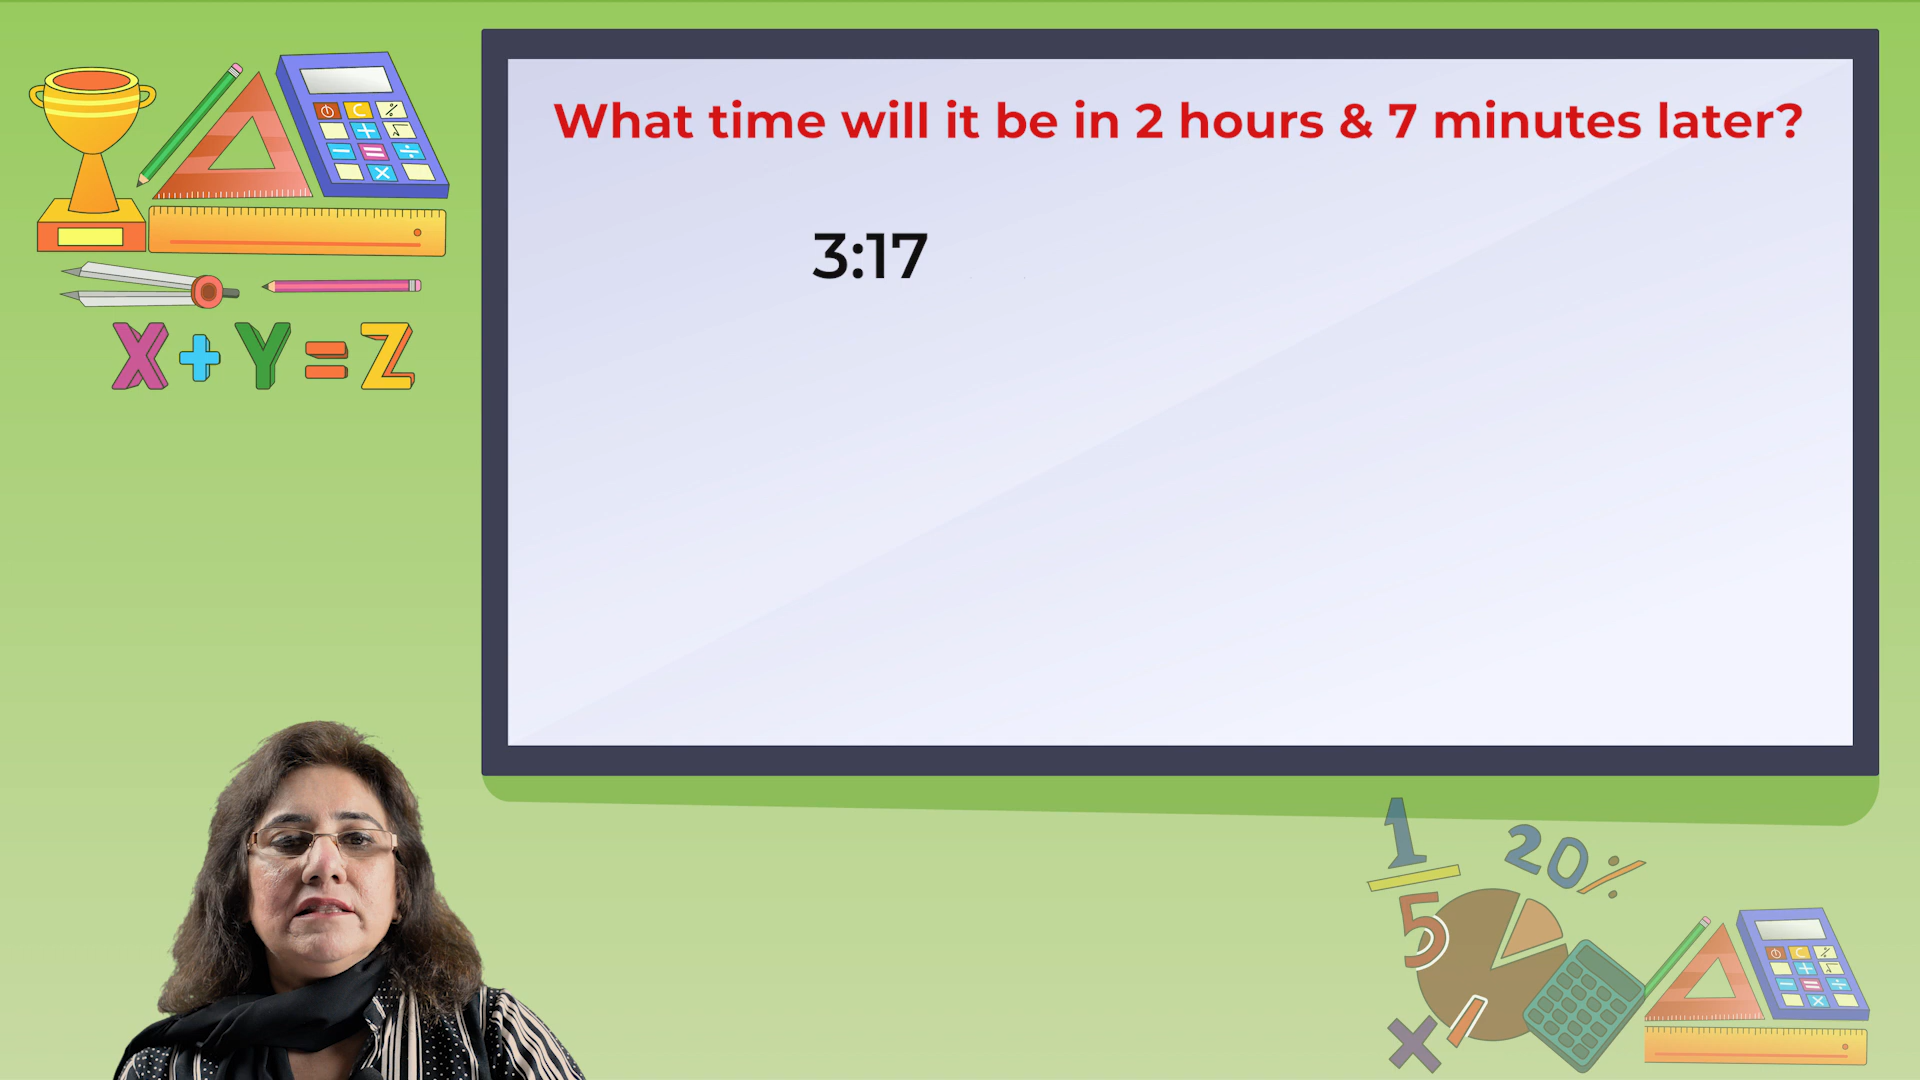 What time will it be in 2 hours & 7 minutes later?
3:17
X + Y = Z
1
5
20%